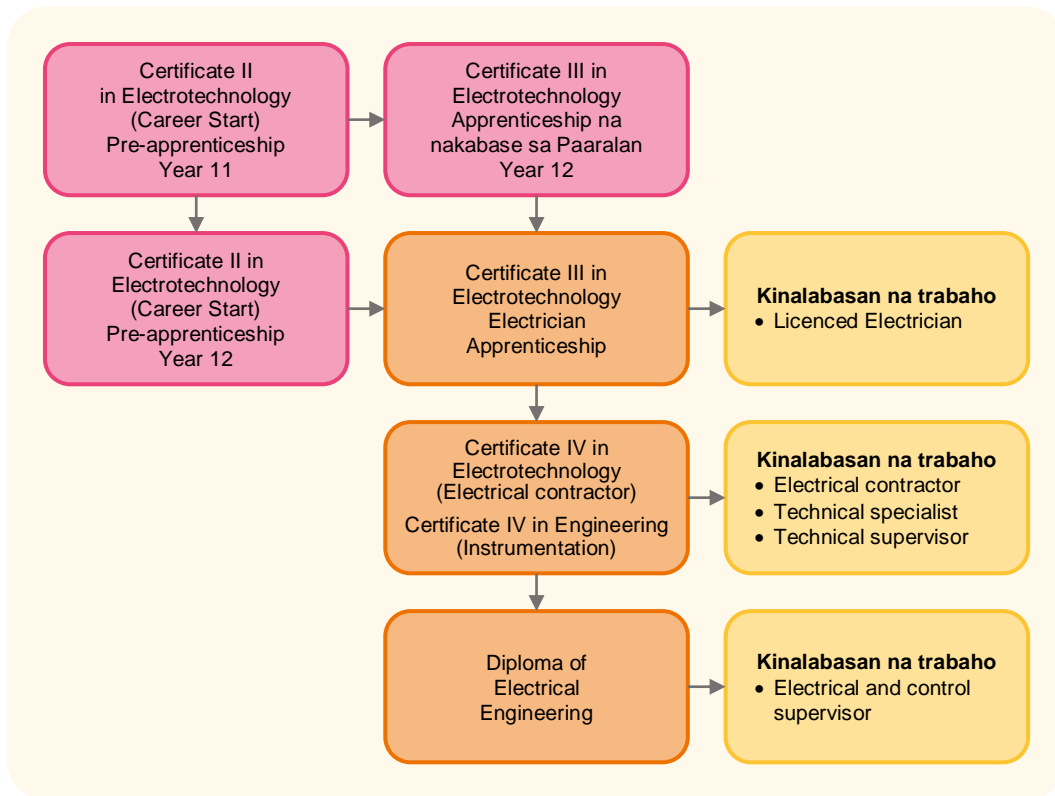 Certificate II
in Electrotechnology
(Career Start)
Pre-apprenticeship
Year 11
Certificate III in
Electrotechnology
Apprenticeship na
nakabase sa Paaralan
Year 12
Certificate II in
Electrotechnology
(Career Start)
Pre-apprenticeship
Year 12
Certificate III in
Electrotechnology
Electrician
Apprenticeship
Kinalabasan na trabaho
• Licenced Electrician
Certificate IV in
Electrotechnology
(Electrical contractor)
Certificate IV in Engineering
(Instrumentation)
Kinalabasan na trabaho
• Electrical contractor
• Technical specialist
• Technical supervisor
Diploma of
Electrical
Engineering
Kinalabasan na trabaho
• Electrical and control
supervisor